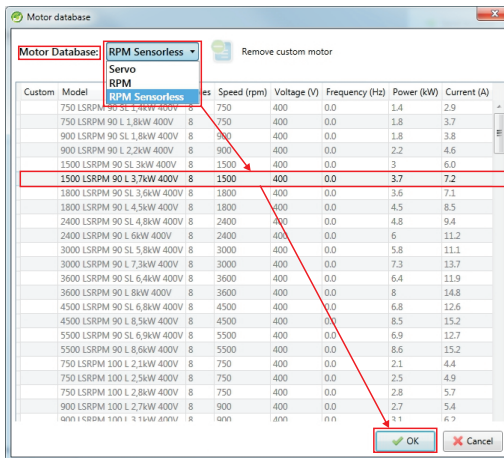 Motor database
Motor Database: RPM Sensorless Remove custom motor
Servo
RPM
RPM Sensorless
Custom Model Speed (rpm) Voltage (V) Frequency (Hz) Power (kW) Current (A)
750 LSRPM 90 SL 1,4kW 400V 8 750 400 0.0 1.4 2.9
750 LSRPM 90 L 1,8kW 400V 8 750 400 0.0 1.8 3.7
900 LSRPM 90 SL 1,8kW 400V 8 900 400 0.0 1.8 3.8
900 LSRPM 90 L 2,2kW 400V 8 900 400 0.0 2.2 4.6
1500 LSRPM 90 SL 3kW 400V 8 1500 400 0.0 3 6.0
1500 LSRPM 90 L 3,7kW 400V 8 1500 400 0.0 3.7 7.2
1800 LSRPM 90 SL 3,6kW 400V 8 1800 400 0.0 3.6 7.1
1800 LSRPM 90 L 4,5kW 400V 8 1800 400 0.0 4.5 8.5
2400 LSRPM 90 SL 4,8kW 400V 8 2400 400 0.0 4.8 9.4
2400 LSRPM 90 L 6kW 400V 8 2400 400 0.0 6 11.2
3000 LSRPM 90 SL 5,8kW 400V 8 3000 400 0.0 5.8 11.1
3000 LSRPM 90 L 7,3kW 400V 8 3000 400 0.0 7.3 13.7
3600 LSRPM 90 SL 6,4kW 400V 8 3600 400 0.0 6.4 11.9
3600 LSRPM 90 L 8kW 400V 8 3600 400 0.0 8 14.8
4500 LSRPM 90 SL 6,8kW 400V 8 4500 400 0.0 6.8 12.6
4500 LSRPM 90 L 8,5kW 400V 8 4500 400 0.0 8.5 15.2
5500 LSRPM 90 SL 6,9kW 400V 8 5500 400 0.0 6.9 12.7
5500 LSRPM 90 L 8,6kW 400V 8 5500 400 0.0 8.6 15.2
750 LSRPM 100 L 2,1kW 400V 8 750 400 0.0 2.1 4.4
750 LSRPM 100 L 2,5kW 400V 8 750 400 0.0 2.5 4.9
750 LSRPM 100 L 2,8kW 400V 8 750 400 0.0 2.8 5.7
900 LSRPM 100 L 2,7kW 400V 8 900 400 0.0 2.7 5.4
900 LSRPM 100 L 3,1kW 400V 8 900 400 0.0 3.1 6.2
OK Cancel